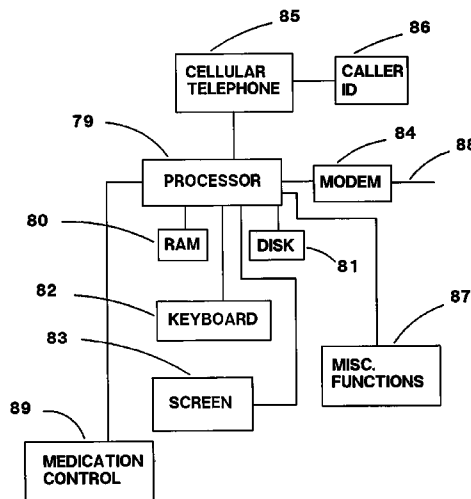 85
86
CELLULAR
TELEPHONE
CALLER
ID
79
84
88
PROCESSOR
MODEM
80
RAM
DISK
81
82
KEYBOARD
87
83
MISC.
FUNCTIONS
SCREEN
89
MEDICATION
CONTROL